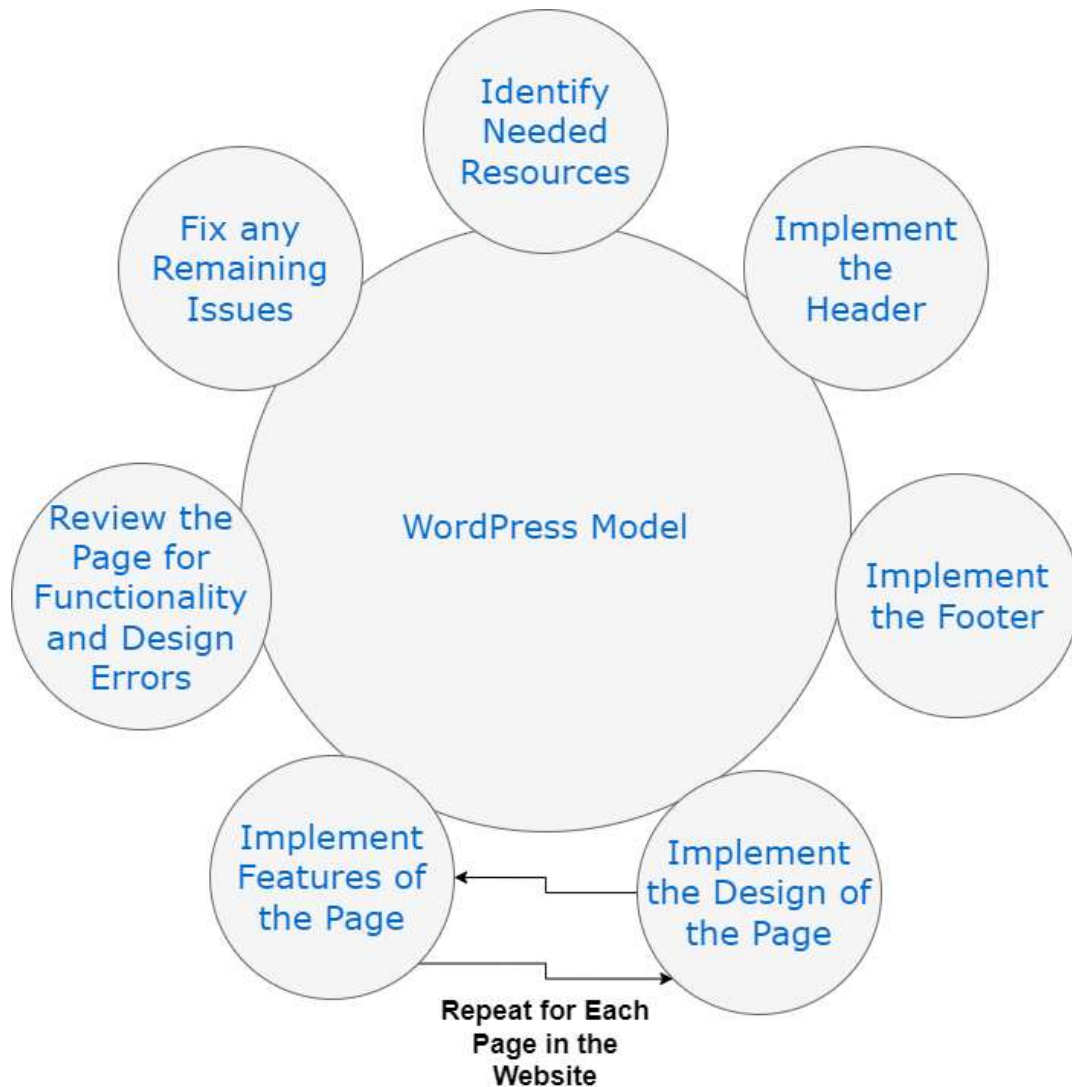 Identify
Needed
Resources
Implement
the
Header
Implement
the Footer
Implement
the Design of
the Page
Repeat for Each
Page in the
Website
Implement
Features of
the Page
Review the
Page for
Functionality
and Design
Errors
Fix any
Remaining
Issues
WordPress Model